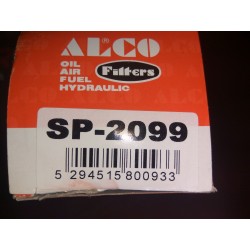 ALCO
OIL
AIR
FUEL
HYDRAULIC
Filters
SP-2099
5 294515 800933